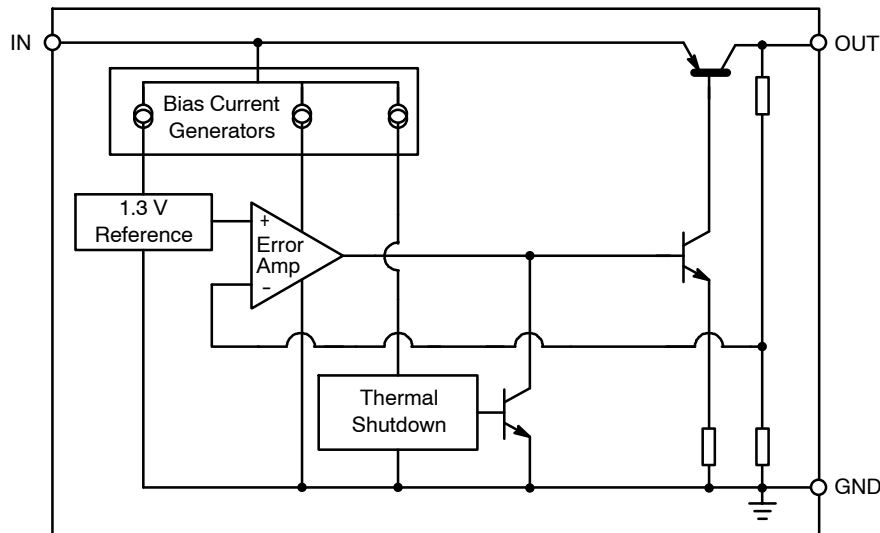 IN
OUT
Bias Current
Generators
1.3 V
Reference
+
Error
Amp
−
Thermal
Shutdown
GND